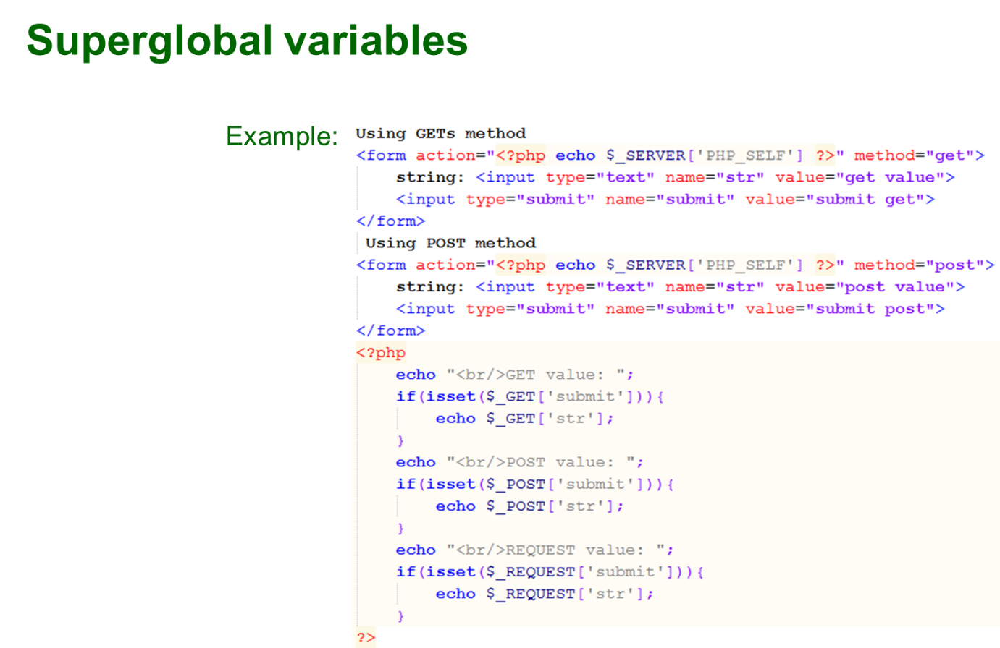 Superglobal variables
Example:
Using GETs method
<form action="<?php echo $_SERVER['PHP_SELF'] ?>" method="get">
string: <input type="text" name="str" value="get value">
<input type="submit" name="submit" value="submit get">
</form>
Using POST method
<form action="<?php echo $_SERVER['PHP_SELF'] ?>" method="post">
string: <input type="text" name="str" value="post value">
<input type="submit" name="submit" value="submit post">
</form>
<?php
echo "<br/>GET value: ";
if(isset($_GET['submit'])){
echo $_GET['str'];
}
echo "<br/>POST value: ";
if(isset($_POST['submit'])){
echo $_POST['str'];
}
echo "<br/>REQUEST value: ";
if(isset($_REQUEST['submit'])){
echo $_REQUEST['str'];
}
?>